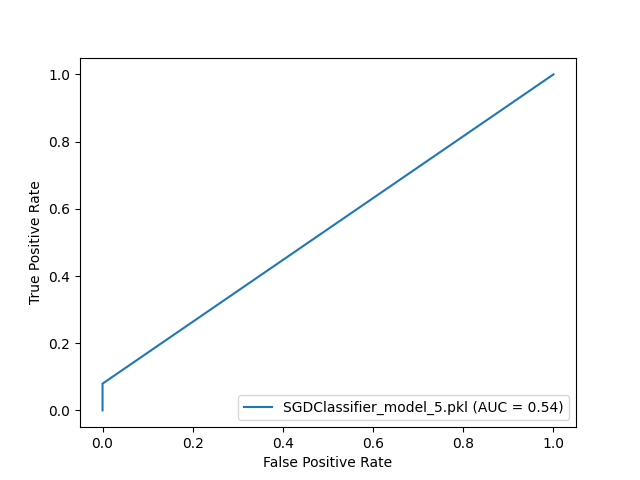 1.0
0.8
0.6
0.4
0.2
0.0
True Positive Rate
SGDClassifier_model_5.pkl (AUC = 0.54)
0.0 0.2 0.4 0.6 0.8 1.0
False Positive Rate